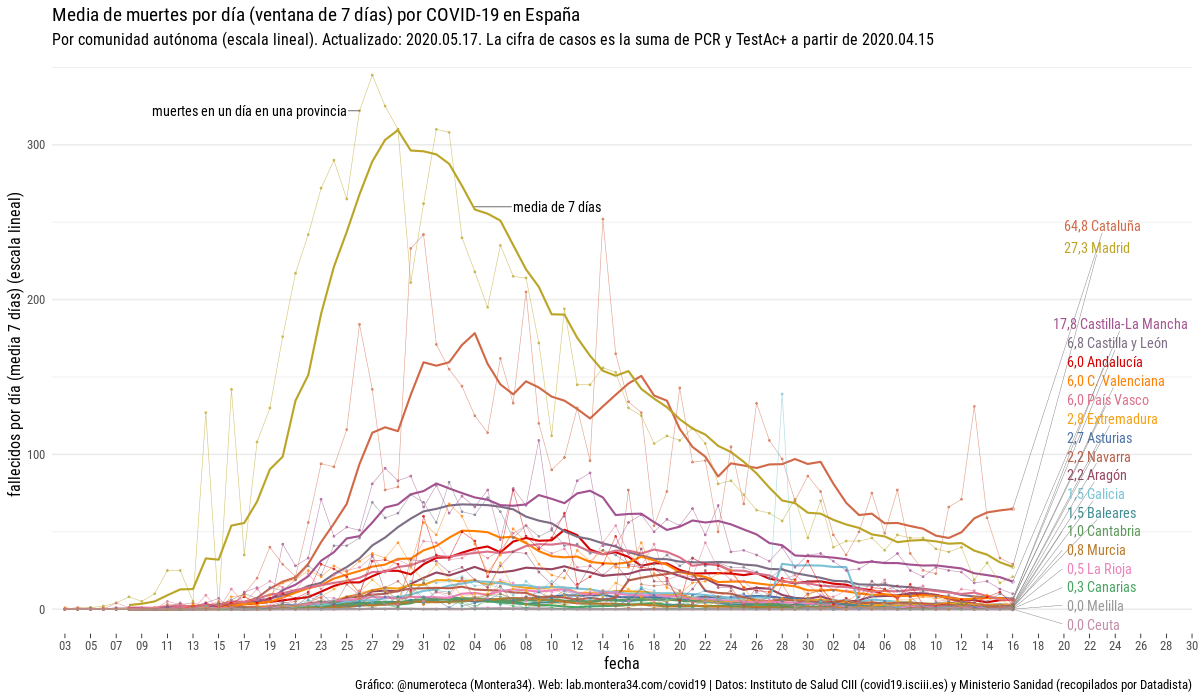 Media de muertes por día (ventana de 7 días) por COVID-19 en España
Por comunidad autónoma (escala lineal). Actualizado: 2020.05.17. La cifra de casos es la suma de PCR y TestAc+ a partir de 2020.04.15
fallecidos por día (media 7 días) (escala lineal)
300
200
100
0
muertes en un día en una provincia
media de 7 días
64,8 Cataluña
27,3 Madrid
17,8 Castilla-La Mancha
6,8 Castilla y León
6,0 Andalucía
6,0 C. Valenciana
6,0 País Vasco
2,8 Extremadura
2,7 Asturias
2,2 Navarra
2,2 Aragón
1,5 Galicia
1,5 Baleares
1,0 Cantabria
0,8 Murcia
0,5 La Rioja
0,3 Canarias
0,0 Melilla
0,0 Ceuta
03 05 07 09 11 13 15 17 19 21 23 25 27 29 31 02 04 06 08 10 12 14 16 18 20 22 24 26 28 30 02 04 06 08 10 12 14 16 18 20 22 24 26 28 30
fecha
Gráfico: @numeroteca (Montera34). Web: lab.montera34.com/covid19 | Datos: Instituto de Salud CIII (covid19.isciii.es) y Ministerio Sanidad (recopilados por Datadista)